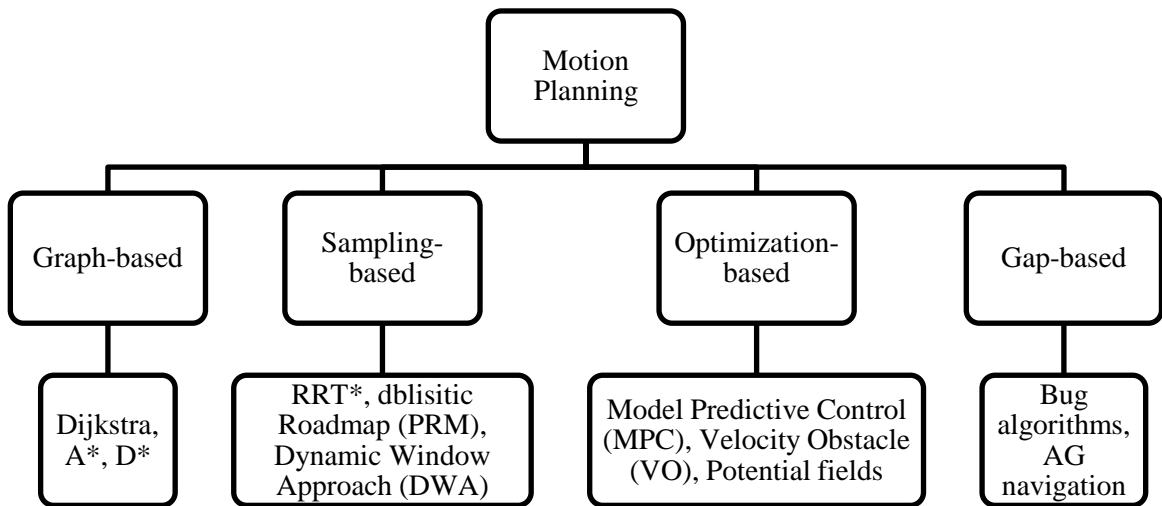 Motion
Planning
Graph-based
Sampling-
based
Optimization-
based
Gap-based
Dijkstra,
A*, D*
RRT*, dblisitic
Roadmap (PRM),
Dynamic Window
Approach (DWA)
Model Predictive Control
(MPC), Velocity Obstacle
(VO), Potential fields
Bug
algorithms,
AG
navigation